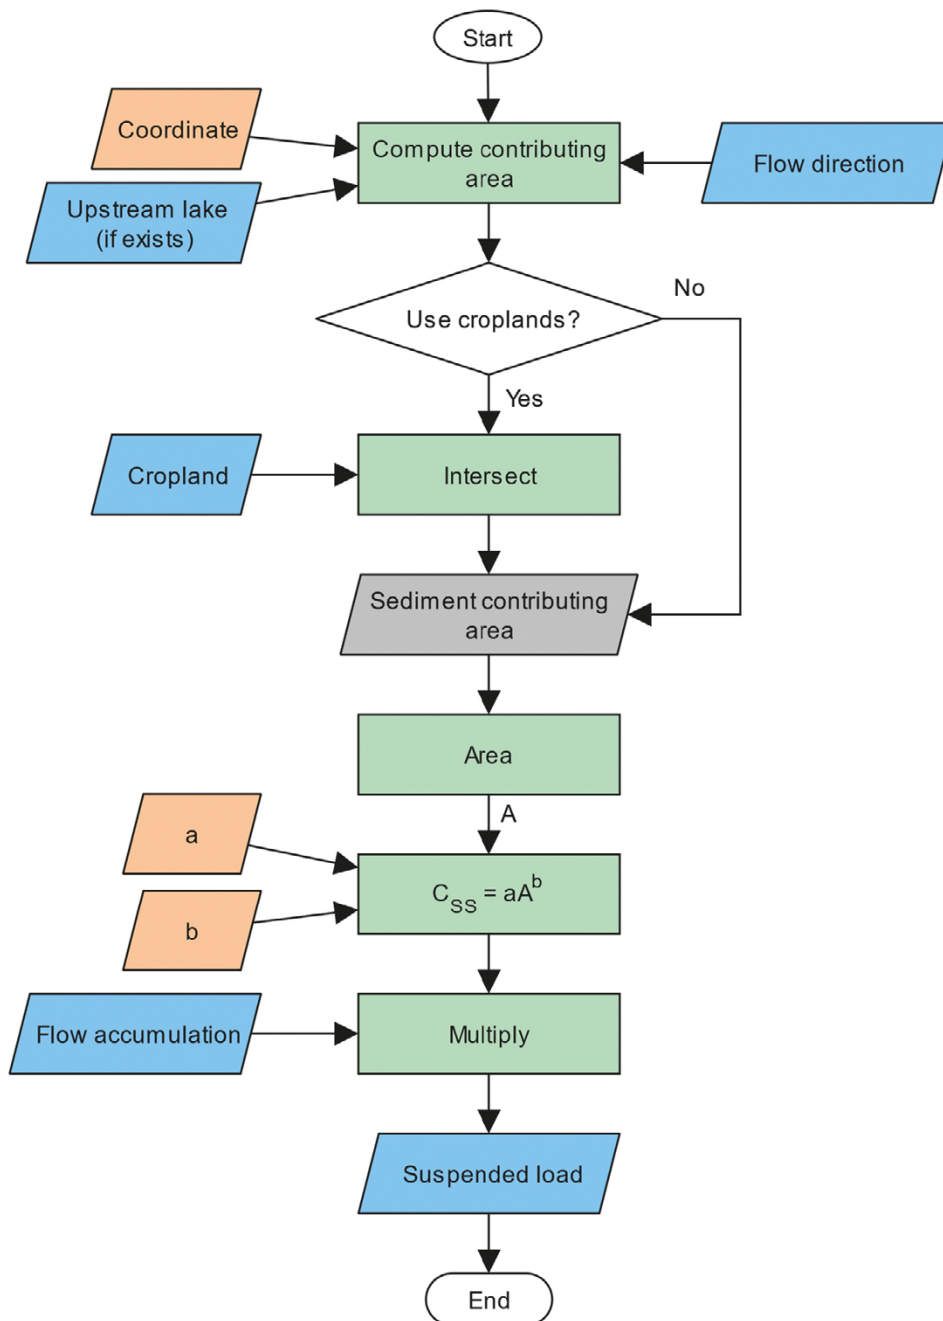 Start
Coordinate
Compute contributing
area
Flow direction
Upstream lake
(if exists)
No
Use croplands?
Yes
Cropland
Intersect
Sediment contributing
area
Area
A
a
C_SS = aA^b
b
Flow accumulation
Multiply
Suspended load
End